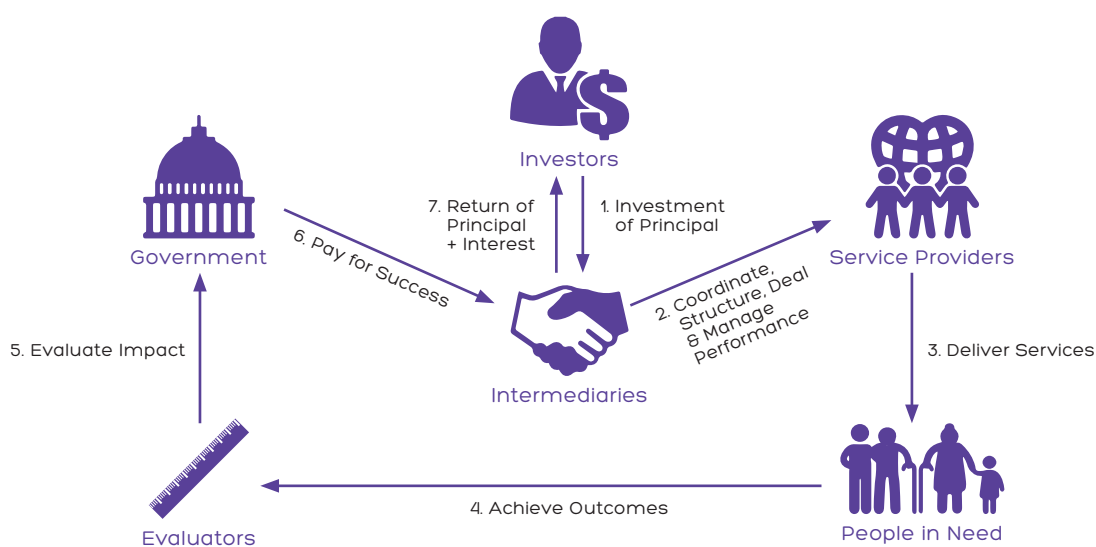 Investors
7. Return of
Principal
+ Interest
1. Investment
of Principal
Government
Service Providers
6. Pay for Success
2. Coordinate,
Structure, Deal
& Manage
Performance
5. Evaluate Impact
3. Deliver Services
Intermediaries
4. Achieve Outcomes
Evaluators
People in Need